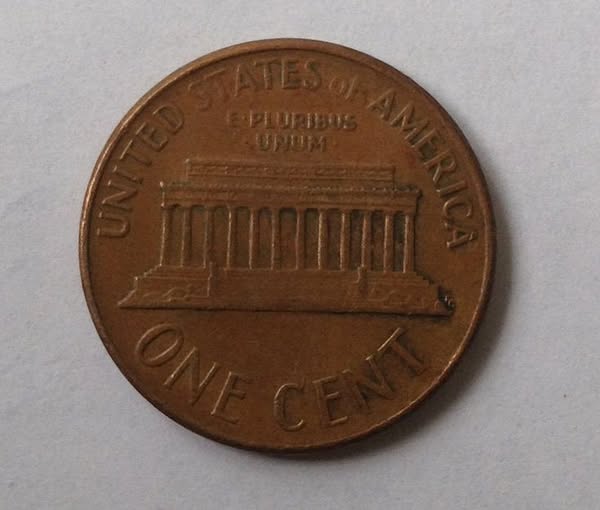 UNITED STATES OF AMERICA
E·PLURIBUS
·UNUM·
ONE CENT